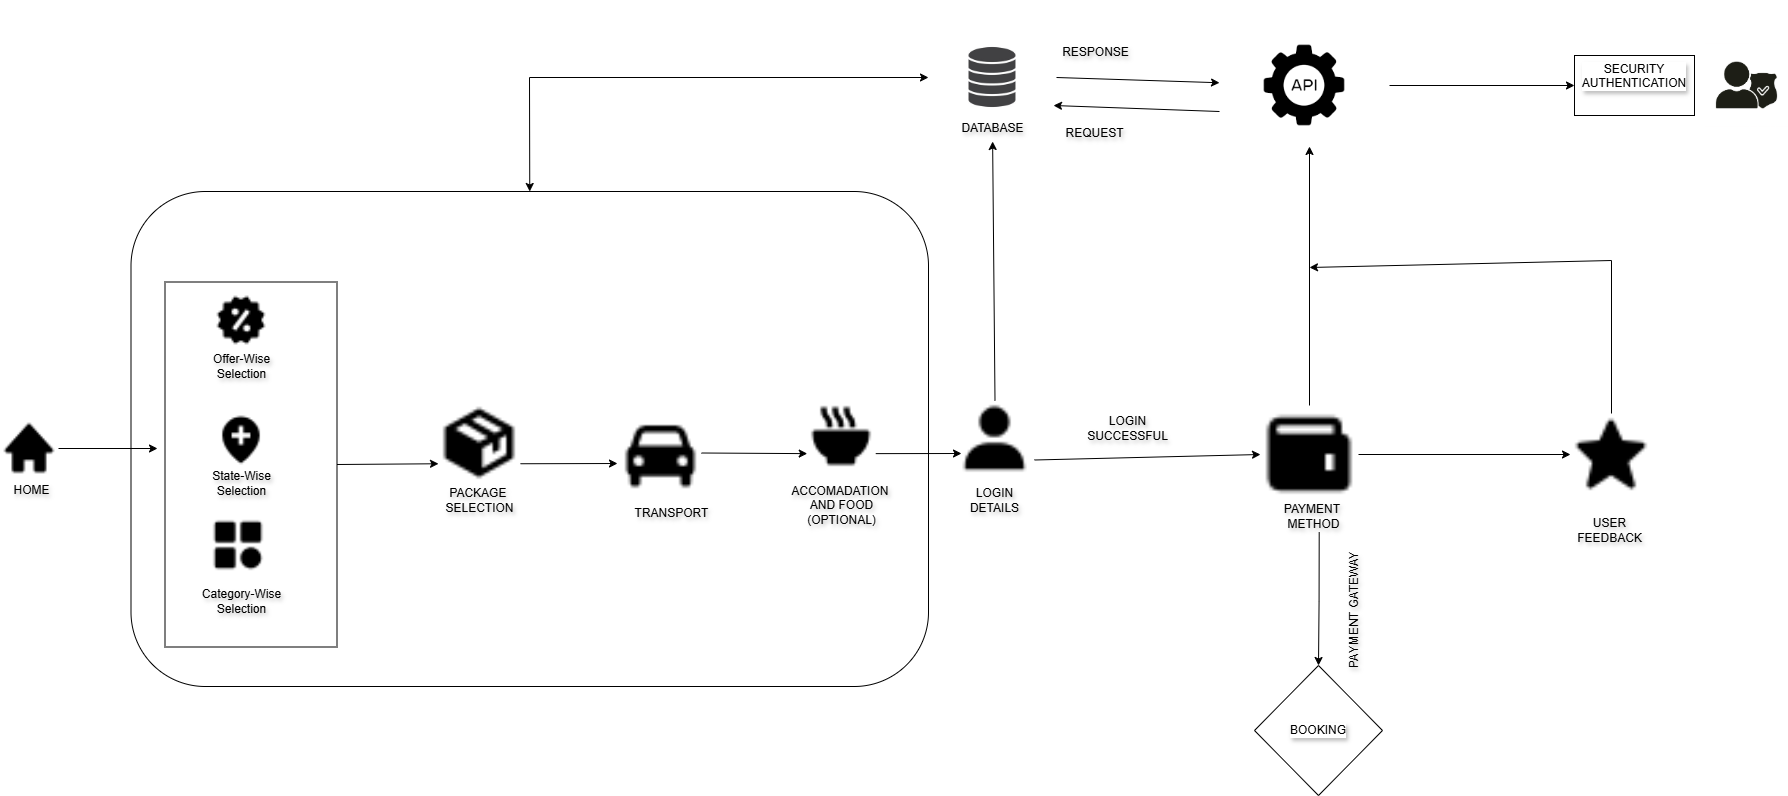 RESPONSE
API
SECURITY
AUTHENTICATION
DATABASE
REQUEST
Offer-Wise
Selection
State-Wise
Selection
Category-Wise
Selection
HOME
PACKAGE
SELECTION
TRANSPORT
ACCOMADATION
AND FOOD
(OPTIONAL)
LOGIN
DETAILS
LOGIN
SUCCESSFUL
PAYMENT
METHOD
USER
FEEDBACK
PAYMENT GATEWAY
BOOKING